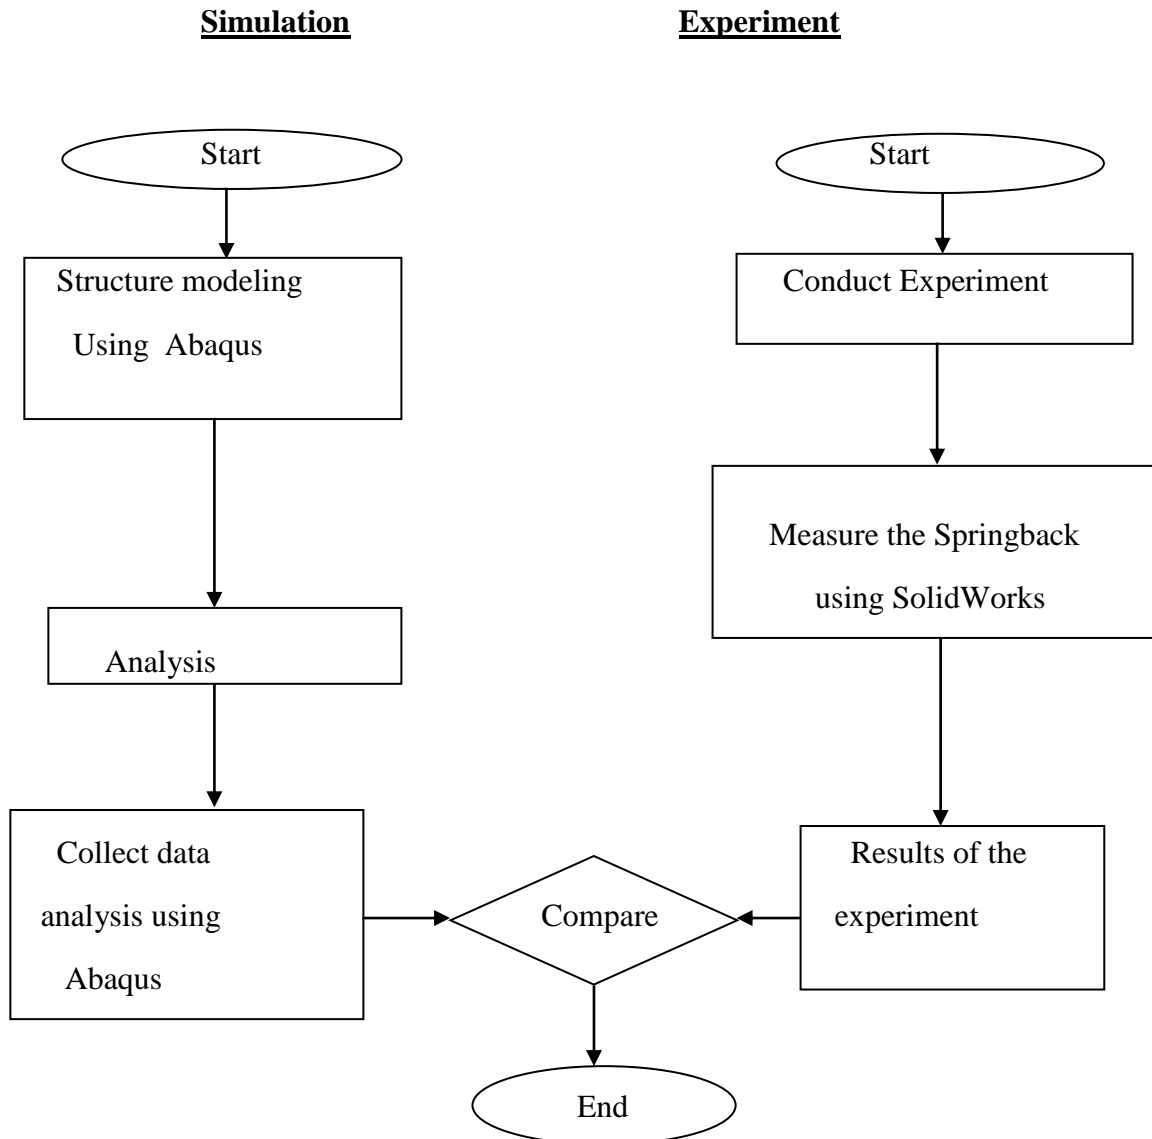 Simulation
Experiment
Start
Start
Structure modeling
Using Abaqus
Conduct Experiment
Measure the Springback
using SolidWorks
Analysis
Collect data
analysis using
Abaqus
Compare
Results of the
experiment
End